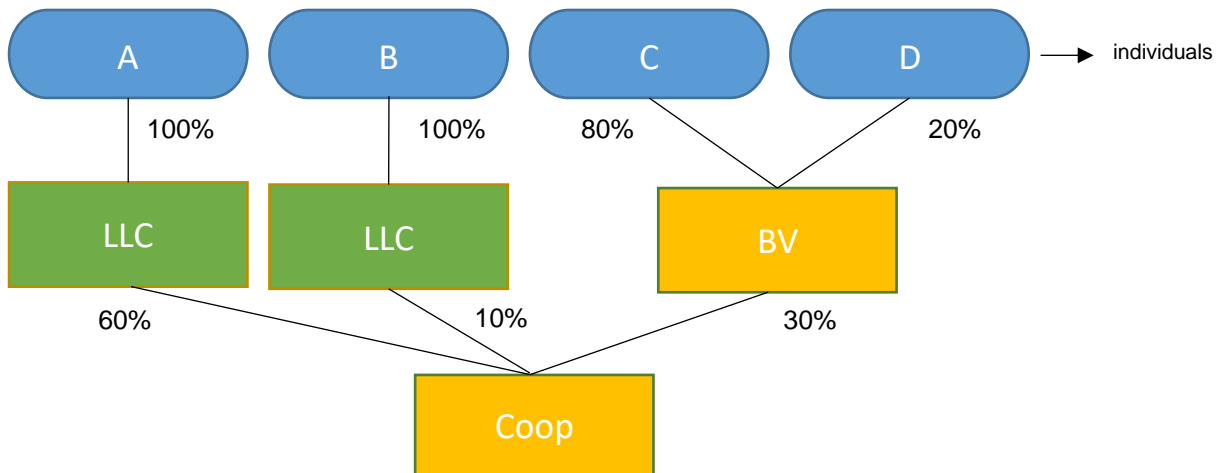 A
B
C
D
individuals
100%
100%
80%
20%
LLC
LLC
BV
60%
10%
30%
Coop